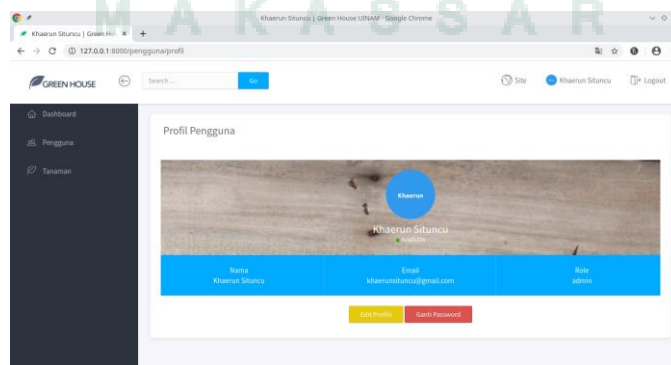 MAKASSAR
Khaerun Situncu | Green House UINAM - Google Chrome
Khaerun Situncu | Green H
127.0.0.1:8000/pengguna/profil
GREEN HOUSE
Search ...
Go
Site
Khaerun Situncu
Logout
Dashboard
Pengguna
Tanaman
Profil Pengguna
Khaerun
Khaerun Situncu
Available
Nama
Khaerun Situncu
Email
khaerunsituncu@gmail.com
Role
admin
Edit Profile
Ganti Password